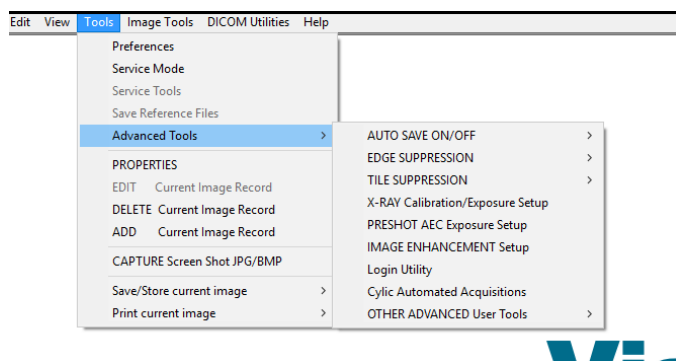 Edit View Tools Image Tools DICOM Utilities Help
Preferences
Service Mode
Service Tools
Save Reference Files
Advanced Tools >
PROPERTIES
EDIT Current Image Record
DELETE Current Image Record
ADD Current Image Record
CAPTURE Screen Shot JPG/BMP
Save/Store current image >
Print current image >
AUTO SAVE ON/OFF >
EDGE SUPPRESSION >
TILE SUPPRESSION >
X-RAY Calibration/Exposure Setup
PRESHOT AEC Exposure Setup
IMAGE ENHANCEMENT Setup
Login Utility
Cylic Automated Acquisitions
OTHER ADVANCED User Tools >